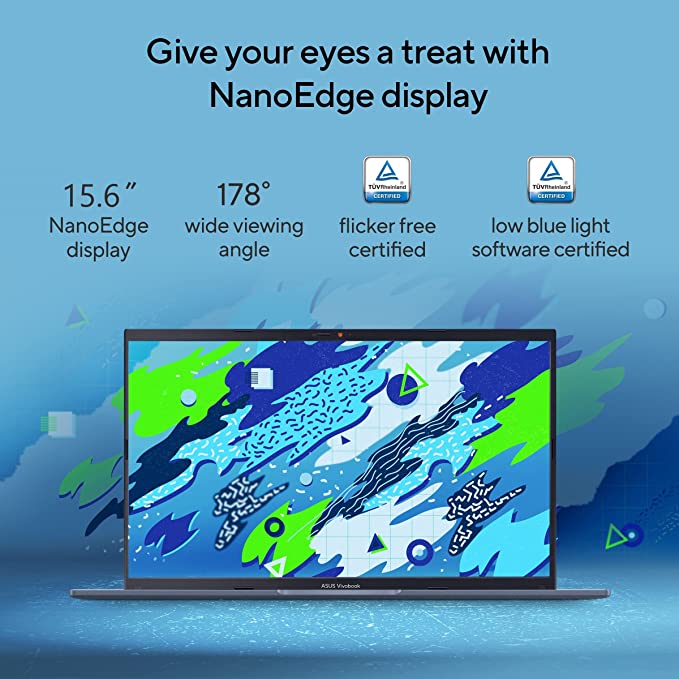 Give your eyes a treat with
NanoEdge display
15.6″
NanoEdge
display
178°
wide viewing
angle
TÜVRheinland
CERTIFIED
flicker free
certified
TÜVRheinland
CERTIFIED
low blue light
software certified
ASUS Vivobook